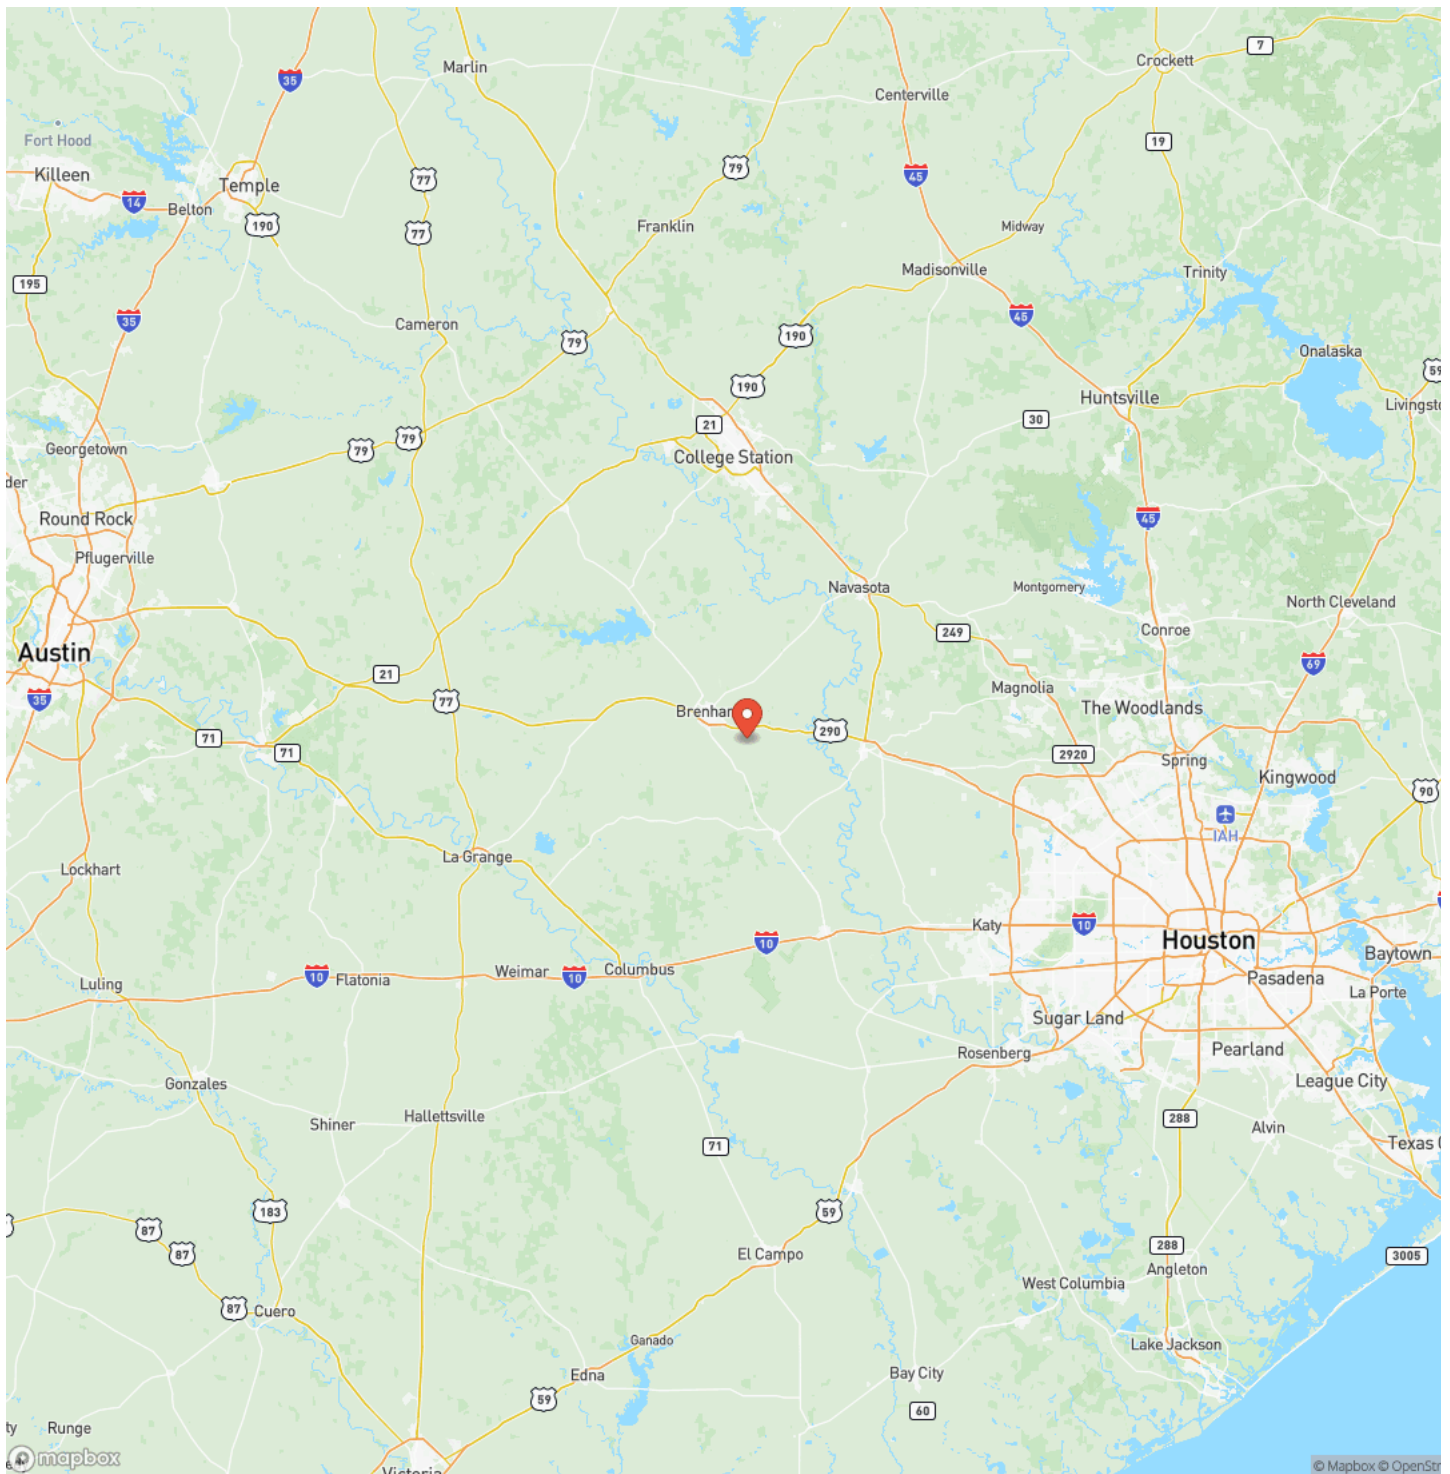 Marlin
7
Crockett
35
Centerville
Fort Hood
19
79
45
Killeen
77
Temple
14
Belton
190
Franklin
Midway
77
Madisonville
Trinity
195
35
45
Cameron
190
79
Onalaska
59
190
Huntsville
Livingst
21
30
79
79
Georgetown
College Station
der
Round Rock
45
Pflugerville
Navasota
Montgomery
North Cleveland
249
Conroe
Austin
69
21
Magnolia
35
77
The Woodlands
Brenha
290
71
71
2920
Spring
Kingwood
90
IAH
La Grange
Lockhart
10
Katy
10
Houston
Baytown
Columbus
Weimar
10
10
Flatonia
Luling
Pasadena
La Porte
Sugar Land
Rosenberg
Pearland
Gonzales
League City
Hallettsville
288
Shiner
Alvin
71
Texas
183
87
59
87
288
El Campo
3005
Angleton
West Columbia
87
Cuero
Ganado
Lake Jackson
Edna
Bay City
59
60
ty
Runge
mapbox
Victoria
© Mapbox © OpenStr